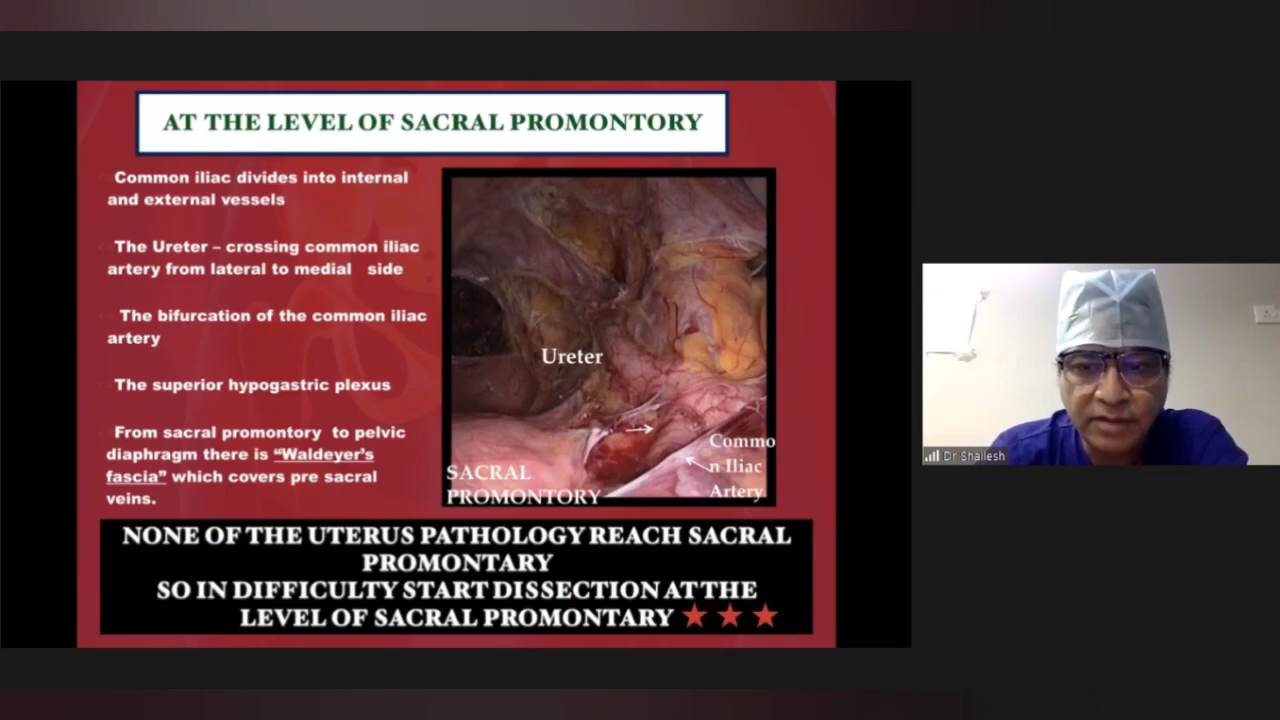 AT THE LEVEL OF SACRAL PROMONTORY
Common iliac divides into internal
and external vessels
The Ureter – crossing common iliac
artery from lateral to medial side
The bifurcation of the common iliac
artery
The superior hypogastric plexus
From sacral promontory to pelvic
diaphragm there is “Waldeyer’s
fascia” which covers pre sacral
veins.
Ureter
SACRAL
PROMONTORY
Commo
n Iliac
Artery
NONE OF THE UTERUS PATHOLOGY REACH SACRAL
PROMONTARY
SO IN DIFFICULTY START DISSECTION AT THE
LEVEL OF SACRAL PROMONTARY
Dr Shailesh